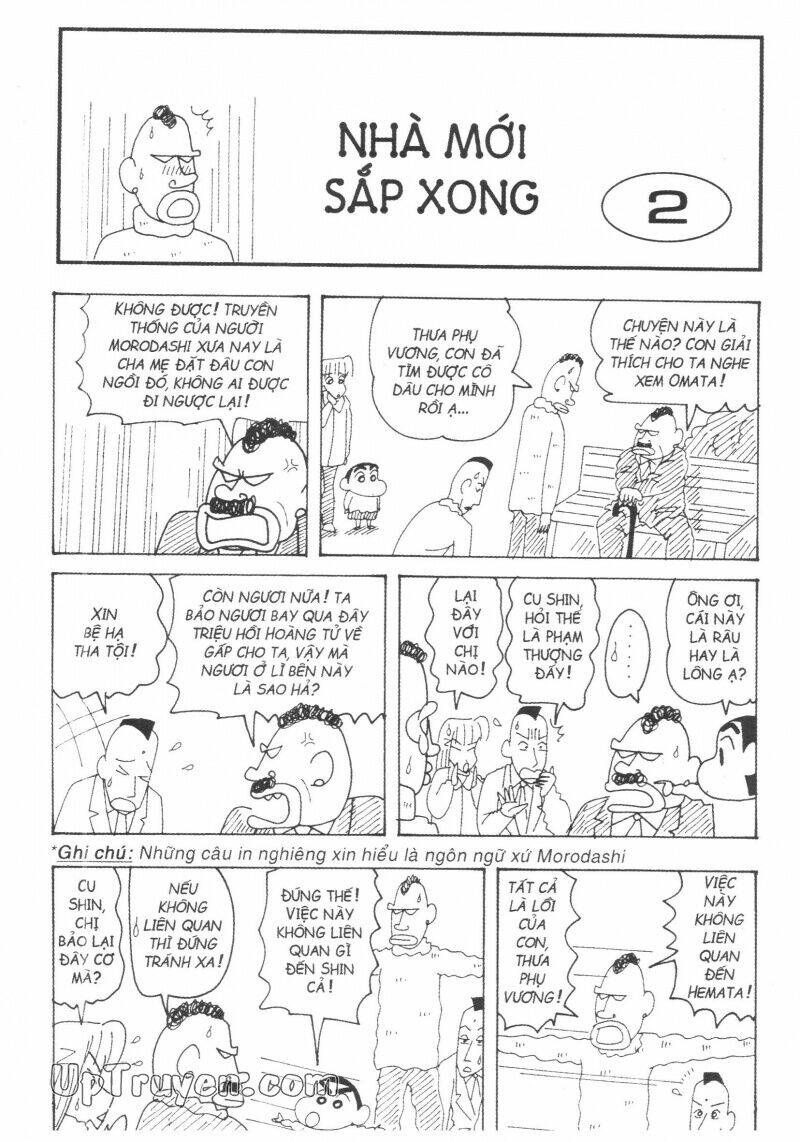 NHÀ MỚI
SẮP XONG
2
CHUYỆN NÀY LÀ
THẾ NÀO? CON GIẢI
THÍCH CHO TA NGHE
XEM OMATA!
THƯA PHỤ
VƯƠNG, CON ĐÃ
TÌM ĐƯỢC CÔ
DÂU CHO MÌNH
RỒI Ạ...
KHÔNG ĐƯỢC! TRUYỀN
THỐNG CỦA NGƯỜI
MORODASHI XƯA NAY LÀ
CHA MẸ ĐẶT ĐÂU CON
NGỒI ĐÓ, KHÔNG AI ĐƯỢC
ĐI NGƯỢC LẠI!
ÔNG ƠI,
CÁI NÀY
LÀ RÂU
HAY LÀ
LÔNG Ạ?
......
CU SHIN,
HỎI THẾ
LÀ PHẠM
THƯỢNG
ĐẤY!
LẠI
ĐÂY
VỚI
CHỊ
NÀO!
CÒN NGƯƠI NỮA! TA
BẢO NGƯƠI BAY QUA ĐÂY
TRIỆU HỒI HOÀNG TỬ VỀ
GẤP CHO TA, VẬY MÀ
NGƯƠI Ở LÌ BÊN NÀY
LÀ SAO HẢ?
XIN
BỆ HẠ
THA TỘI!
*Ghi chú: Những câu in nghiêng xin hiểu là ngôn ngữ xứ Morodashi
VIỆC
NÀY
KHÔNG
LIÊN
QUAN
ĐẾN
HEMATA!
TẤT CẢ
LÀ LỖI
CỦA
CON,
THƯA
PHỤ
VƯƠNG!
ĐÚNG THẾ!
VIỆC NÀY
KHÔNG LIÊN
QUAN GÌ
ĐẾN SHIN
CẢ!
NẾU
KHÔNG
LIÊN QUAN
THÌ ĐỨNG
TRÁNH XA!
CU
SHIN,
CHỊ
BẢO LẠI
ĐÂY CƠ
MÀ?
UpTruyen.com